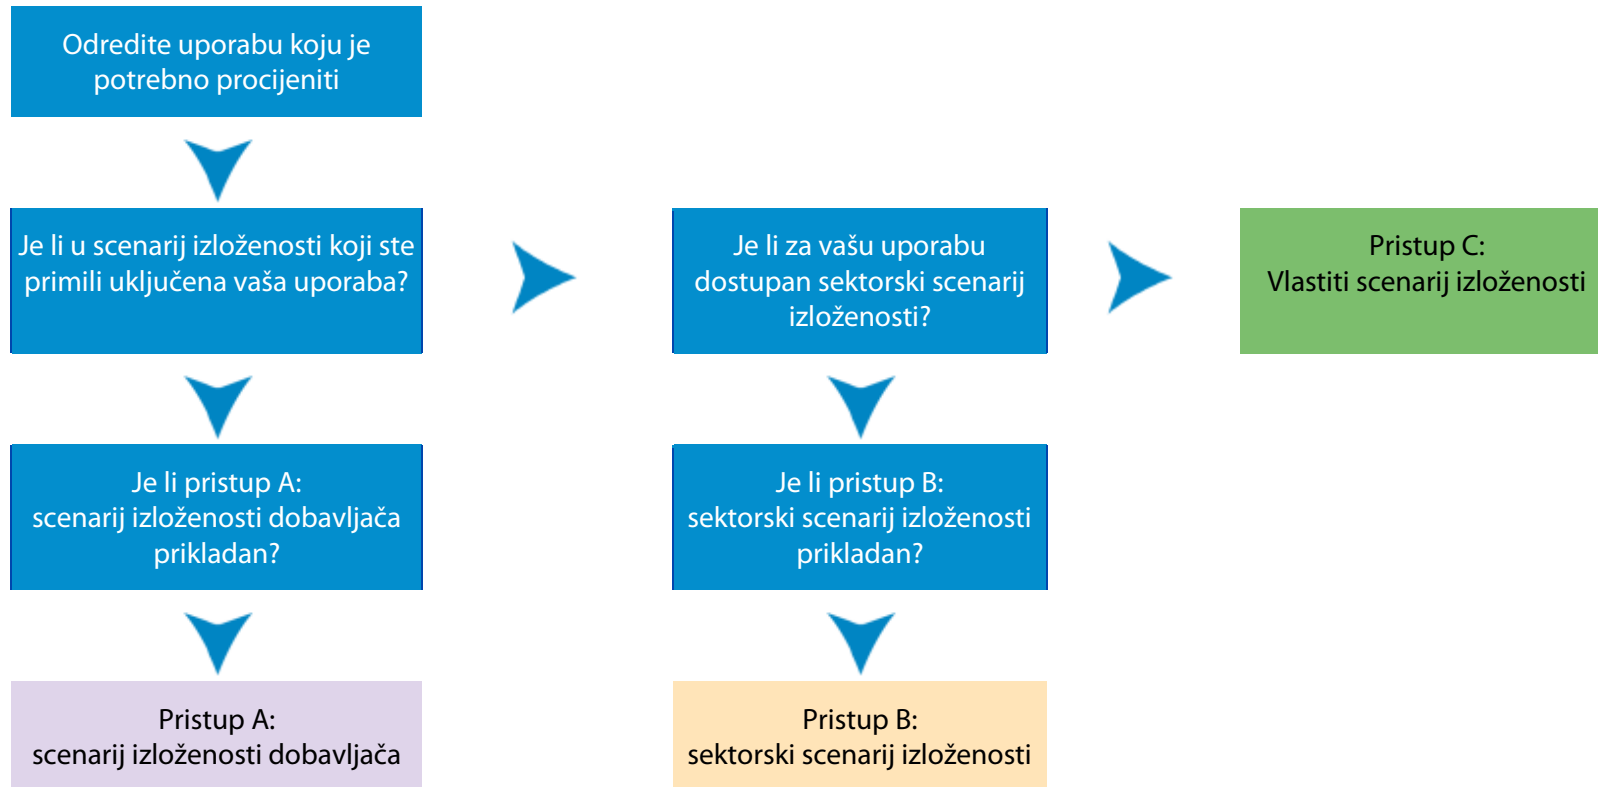 Odredite uporabu koju je
potrebno procijeniti
Je li u scenarij izloženosti koji ste
primili uključena vaša uporaba?
Je li za vašu uporabu
dostupan sektorski scenarij
izloženosti?
Pristup C:
Vlastiti scenarij izloženosti
Je li pristup A:
scenarij izloženosti dobavljača
prikladan?
Je li pristup B:
sektorski scenarij izloženosti
prikladan?
Pristup A:
scenarij izloženosti dobavljača
Pristup B:
sektorski scenarij izloženosti